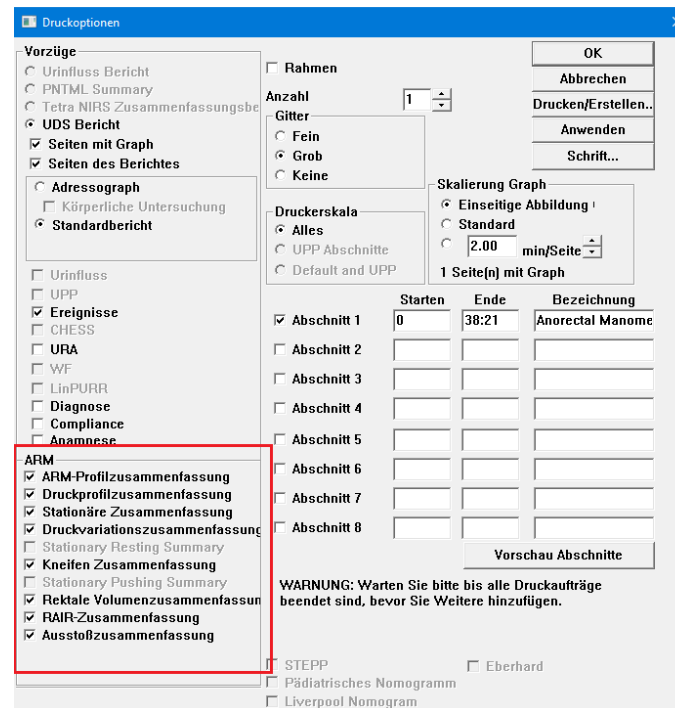 Druckoptionen
Vorzüge
Urinfluss Bericht
PNTML Summary
Tetra NIRS Zusammenfassungsbe
UDS Bericht
Seiten mit Graph
Seiten des Berichtes
Adressograph
Körperliche Untersuchung
Standardbericht
Urinfluss
UPP
Ereignisse
CHESS
URA
WF
LinPURR
Diagnose
Compliance
Anamnese
ARM
ARM-Profilzusammenfassung
Druckprofilzusammenfassung
Stationäre Zusammenfassung
Druckvariationszusammenfassung
Stationary Resting Summary
Kneifen Zusammenfassung
Stationary Pushing Summary
Rektale Volumenzusammenfassun
RAIR-Zusammenfassung
Ausstoßzusammenfassung
Rahmen
Anzahl 1
Gitter
Fein
Grob
Keine
Druckerskala
Alles
UPP Abschnitte
Default and UPP
OK
Abbrechen
Drucken/Erstellen..
Anwenden
Schrift...
Skalierung Graph
Einseitige Abbildung
Standard
2.00 min/Seite
1 Seite(n) mit Graph
Starten Ende Bezeichnung
Abschnitt 1 0 38:21 Anorectal Manome
Abschnitt 2
Abschnitt 3
Abschnitt 4
Abschnitt 5
Abschnitt 6
Abschnitt 7
Abschnitt 8
Vorschau Abschnitte
WARNUNG: Warten Sie bitte bis alle Druckaufträge
beendet sind, bevor Sie Weitere hinzufügen.
STEPP Eberhard
Pädiatrisches Nomogramm
Liverpool Nomogram